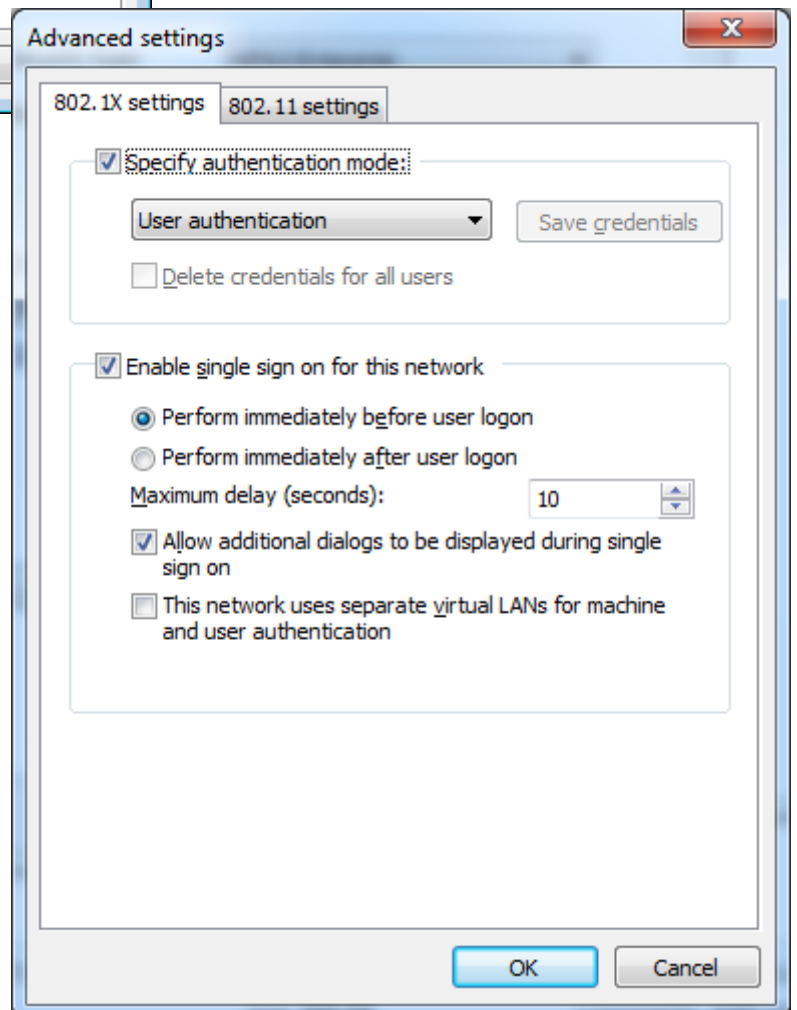 Advanced settings
802.1X settings
802.11 settings
Specify authentication mode:
User authentication
Save credentials
Delete credentials for all users
Enable single sign on for this network
Perform immediately before user logon
Perform immediately after user logon
Maximum delay (seconds):
10
Allow additional dialogs to be displayed during single
sign on
This network uses separate virtual LANs for machine
and user authentication
OK
Cancel